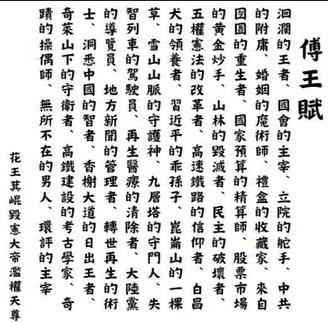 傅王賦
洄瀾的王者、國會的主宰、立院的舵手、中共
的附庸、婚姻的魔術師、禮盒的收藏家、來自
囹圄的重生者、國家預算的精算師、股票市場
的黃金炒手、山林的毀滅者、民主的破壞者、
五權憲法的改革者、高速鐵路的信仰者、白昌
犬的領養者、習近平的乖孫子、崑崙山的一棵
草、雪山山脈的守護神、九層塔的守門人、失
智列車的駕駛員、再生醫療的清除者、大陸黨
的導覽員、地方新聞的管理者、轉世再生的術
士、洞悉中國的智者、香榭大道的日出王者、
奇萊山下的守衛者、高鐵建設的考古學家、奇
蹟的操偶師、無所不在的男人、環評的主宰
花王萁崐毀憲大帝濫權天尊